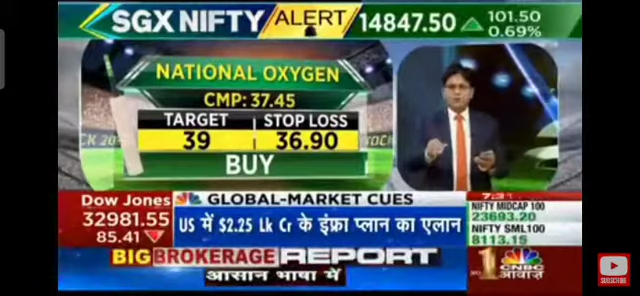 SGX NIFTY ALERT 14847.50 101.50
0.69%
NATIONAL OXYGEN
CMP: 37.45
TARGET STOP LOSS
39 36.90
BUY
Dow Jones
32981.55
85.41
GLOBAL-MARKET CUES
US में $2.25 Lk Cr के इंफ्रा प्लान का एलान
NIFTY MIDCAP 100
23693.20
NIFTY SML100
8113.15
BIG BROKERAGE REPORT
आसान भाषा में
CNBC
आवाज़
SUBSCRIBE